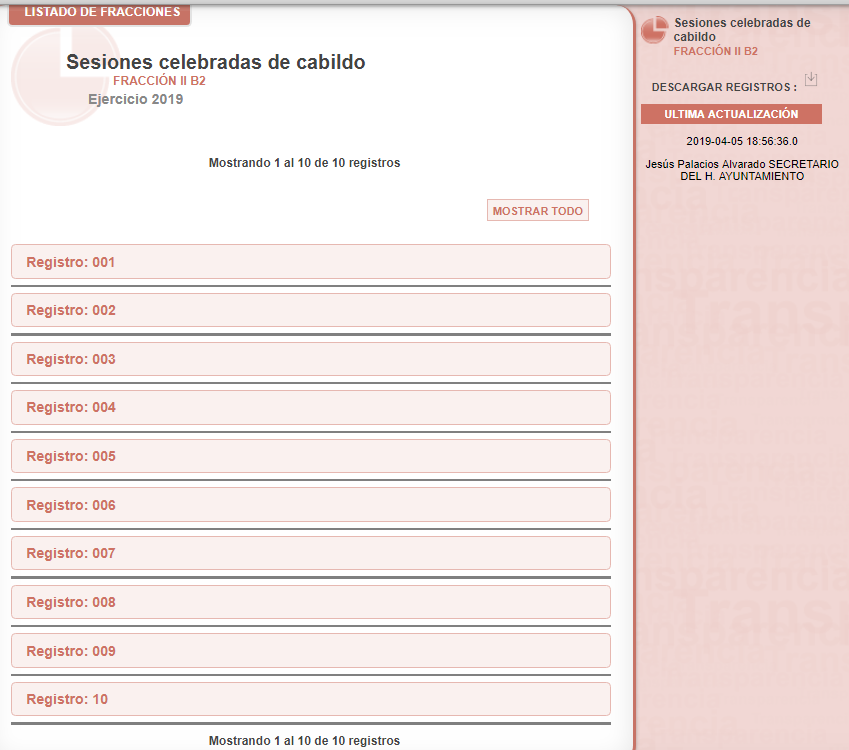 LISTADO DE FRACCIONES
Sesiones celebradas de cabildo
FRACCIÓN II B2
Ejercicio 2019
Mostrando 1 al 10 de 10 registros
MOSTRAR TODO
Registro: 001
Registro: 002
Registro: 003
Registro: 004
Registro: 005
Registro: 006
Registro: 007
Registro: 008
Registro: 009
Registro: 10
Mostrando 1 al 10 de 10 registros
Sesiones celebradas de
cabildo
FRACCIÓN II B2
DESCARGAR REGISTROS :
ULTIMA ACTUALIZACIÓN
2019-04-05 18:56:36.0
Jesús Palacios Alvarado SECRETARIO
DEL H. AYUNTAMIENTO